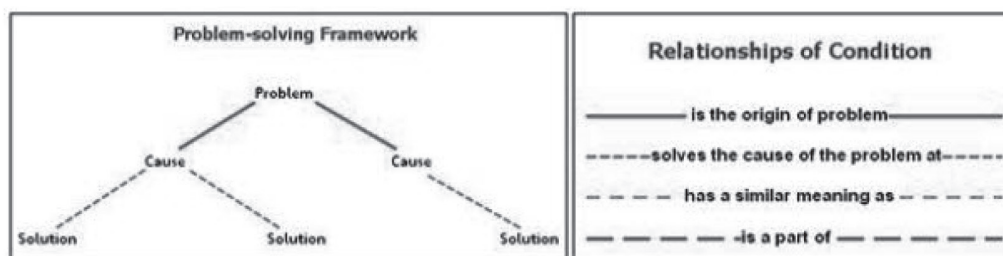 Problem-solving Framework
Problem
Cause Cause
Solution Solution Solution
Relationships of Condition
is the origin of problem
solves the cause of the problem at
has a similar meaning as
is a part of